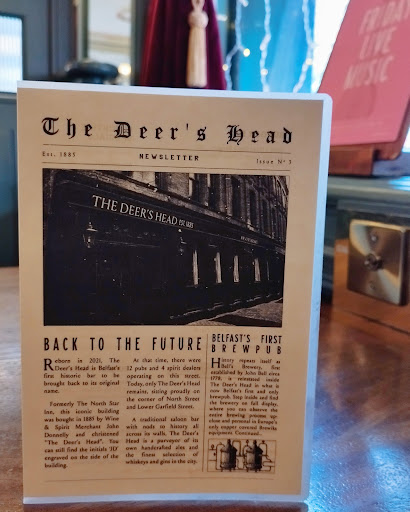 FRIDAY
LIVE
MUSIC
The Deer's Head
Est. 1885
NEWSLETTER
Issue Nº 3
THE DEER'S HEAD
BACK TO THE FUTURE
Reborn in 2021, The
Deer's Head is Belfast's
first historic bar to be
brought back to its original
name.
Formerly The North Star
Inn, this iconic building
was bought in 1885 by Wine
& Spirit Merchant John
Donnelly and christened
"The Deer's Head". You
can still find the initials 'JD'
engraved on the side of the
building.
At that time, there were
12 pubs and 4 spirit dealers
operating on this street.
Today, only The Deer's Head
remains, sitting proudly on
the corner of North Street
and Lower Garfield Street.
A traditional saloon bar
with nods to history all
across its walls. The Deer's
Head is a purveyor of its
own handcrafted ales and
the finest selection of
whiskeys and gins in the city.
BELFAST'S FIRST
BREWPUB
History repeats itself as
Bell's Brewery, first
established by John Bell since
1778, is reinstated inside
The Deer's Head in what is
now Belfast's first and only
brewpub. Step inside and find
the brewery on full display,
where you can observe the
entire brewing process up-
close and personal in Europe's
only copper covered Brewiks
equipment. Continued...